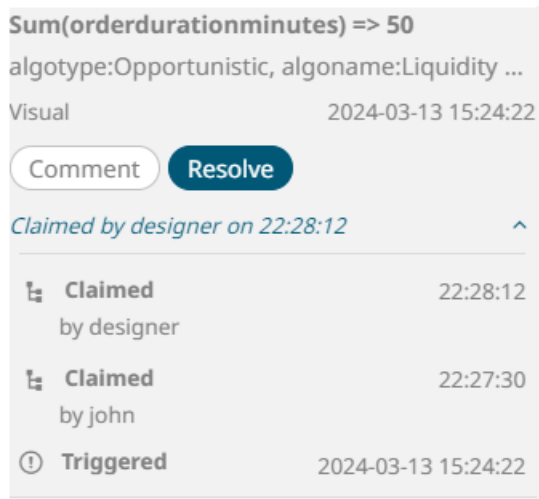 Sum(orderdurationminutes) => 50
algotype:Opportunistic, algoname:Liquidity ...
Visual 2024-03-13 15:24:22
Comment Resolve
Claimed by designer on 22:28:12
Claimed 22:28:12
by designer
Claimed 22:27:30
by john
Triggered 2024-03-13 15:24:22